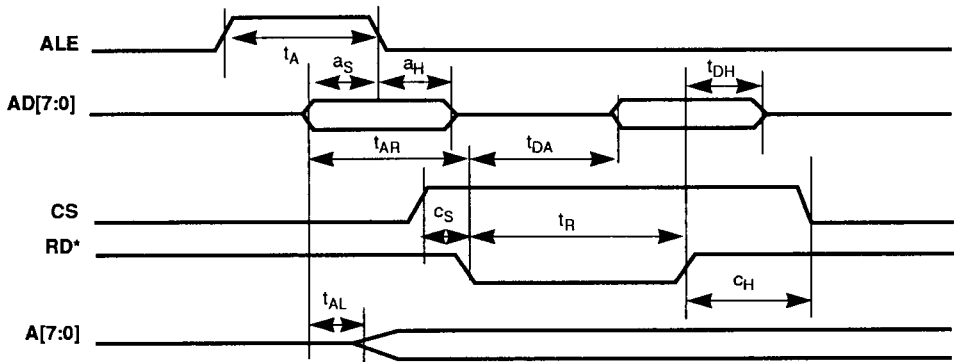 ALE
tA
aS aH tDH
AD[7:0]
tAR tDA
CS
cS tR
RD*
cH
tAL
A[7:0]